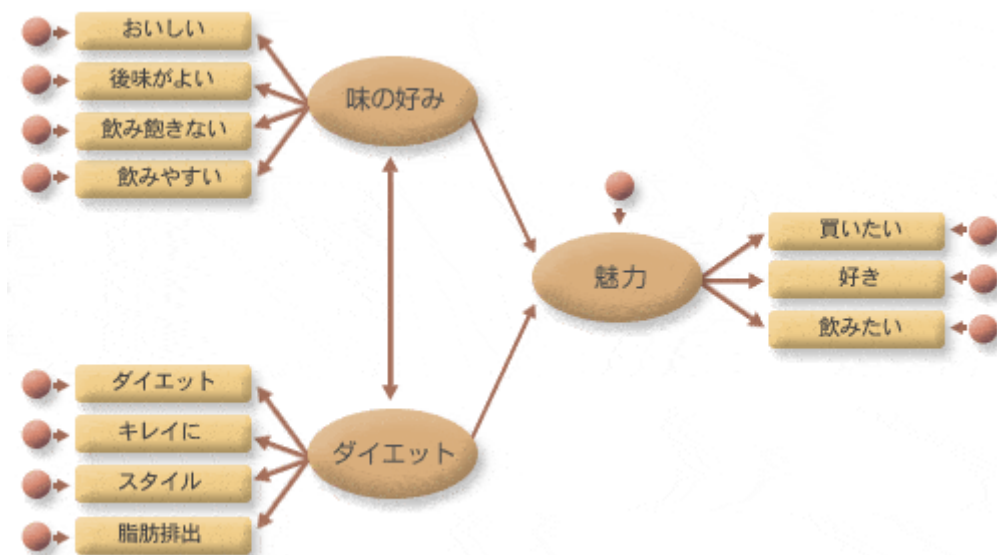 おいしい
後味がよい
飲み飽きない
飲みやすい
味の好み
魅力
買いたい
好き
飲みたい
ダイエット
キレイに
スタイル
脂肪排出
ダイエット